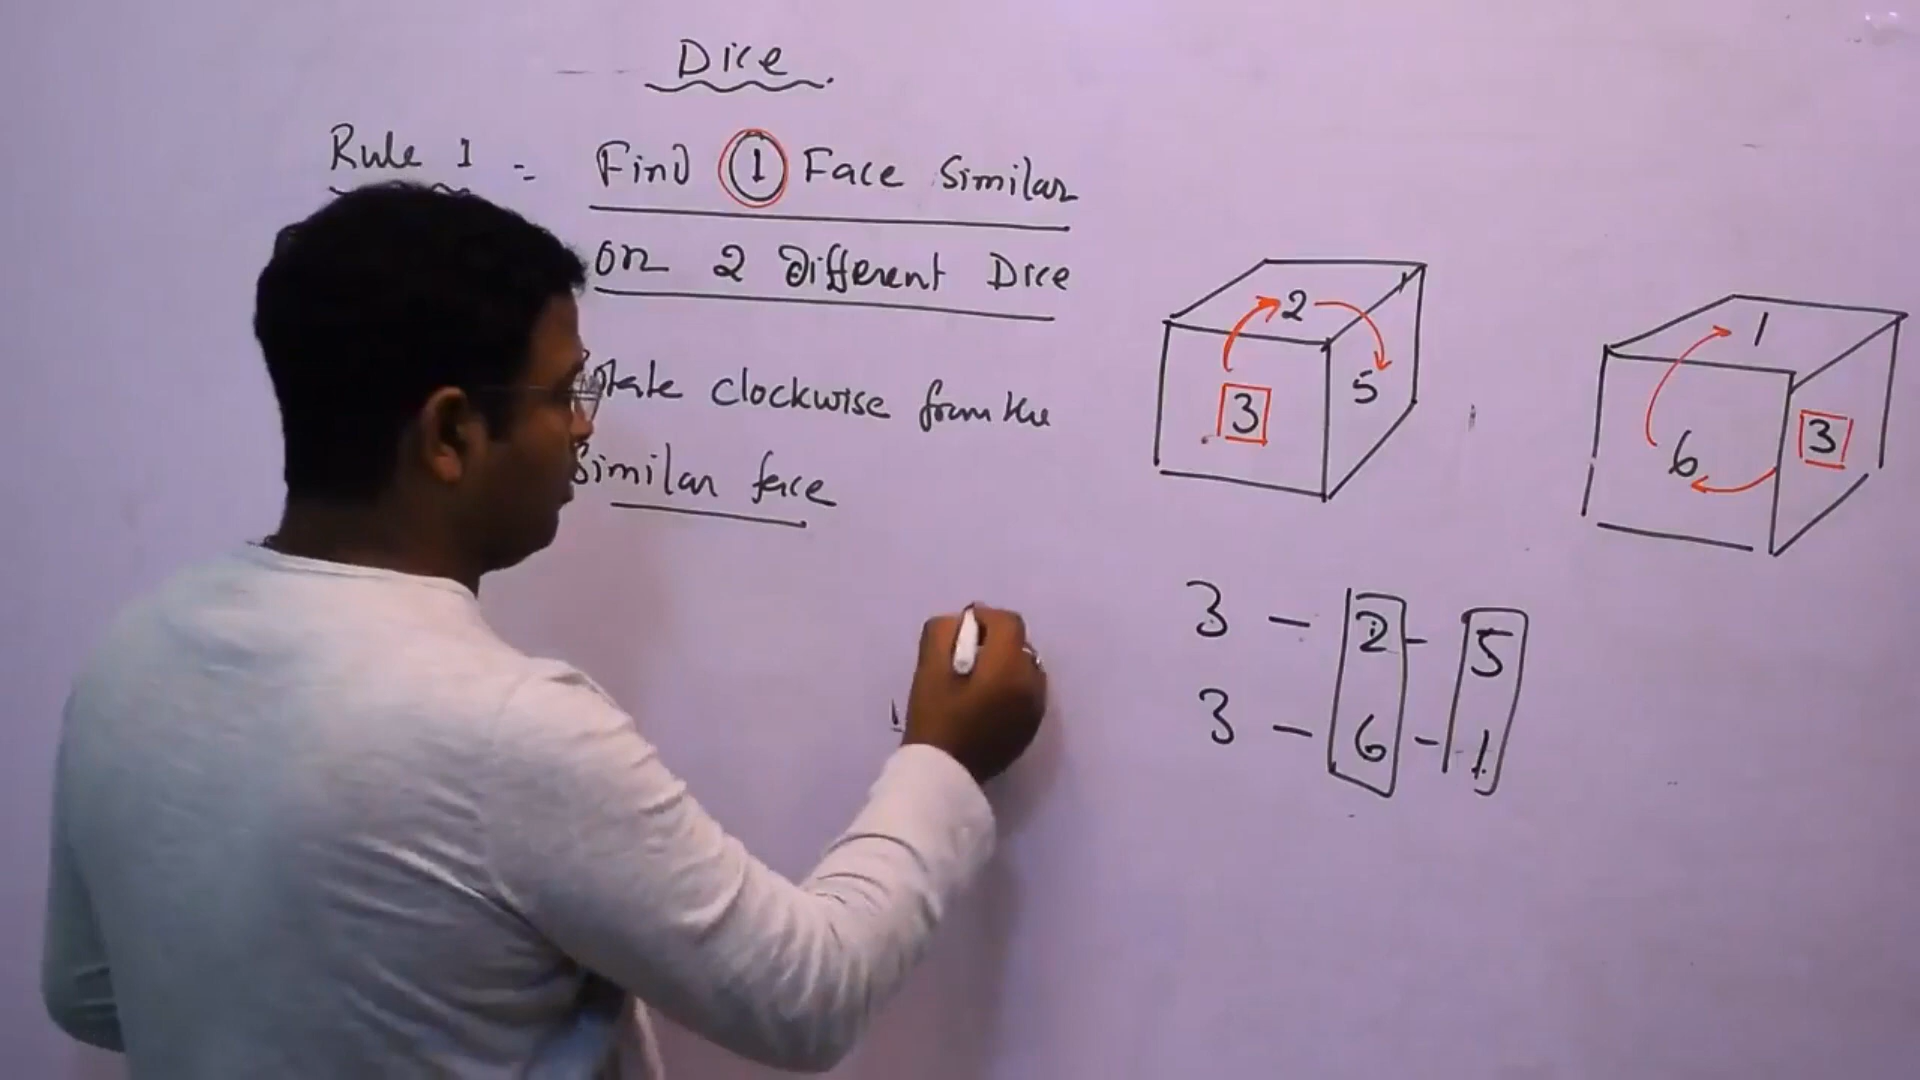 Dice
Rule 1 = Find 1 Face Similar
on 2 Different Dice
clockwise from the
Similar face
2
3
5
1
6
3
3 - 2 - 5
3 - 6 - 1